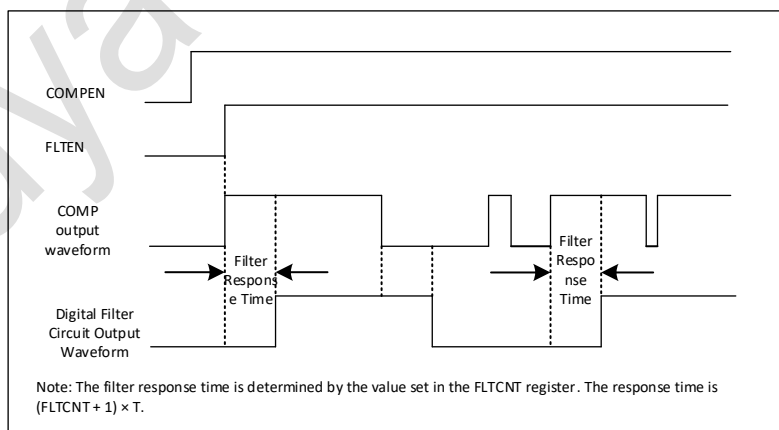 COMPEN
FLTEN
COMP
output
waveform
Filter
Respons
e Time
Filter
Respo
nse
Time
Digital Filter
Circuit Output
Waveform
Note: The filter response time is determined by the value set in the FLTCNT register. The response time is
(FLTCNT + 1) × T.